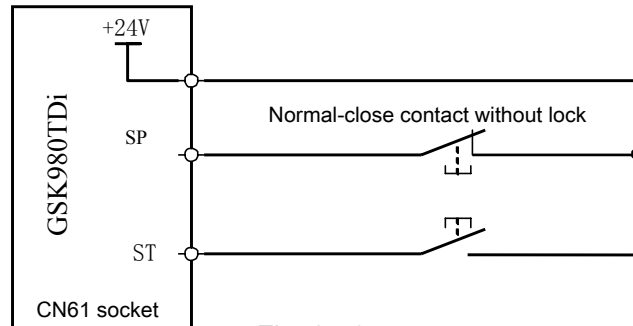 +24V
GSK980TDi
Normal-close contact without lock
SP
ST
CN61 socket